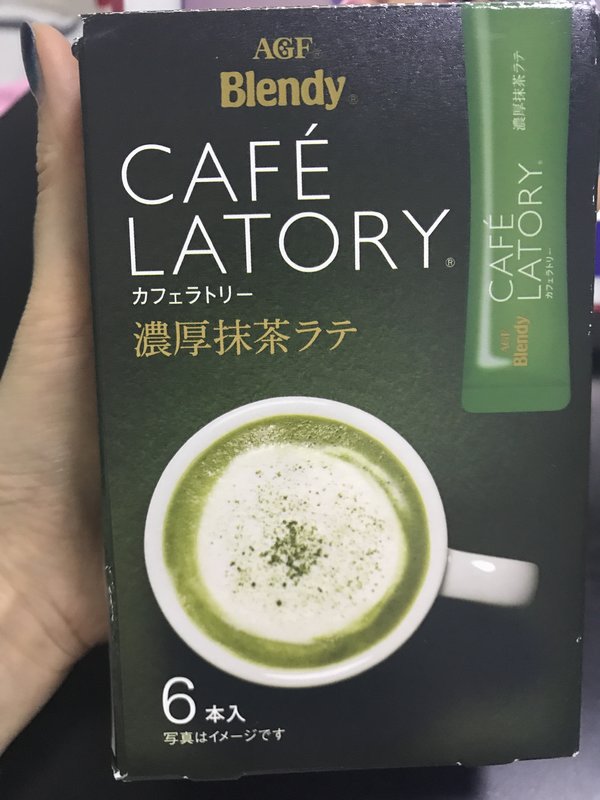 AGF
Blendy®
CAFÉ
LATORY®
カフェラトリー
濃厚抹茶ラテ
6本入
写真はイメージです
濃厚抹茶ラテ
CAFÉ
LATORY®
カフェラトリー
AGF
Blendy